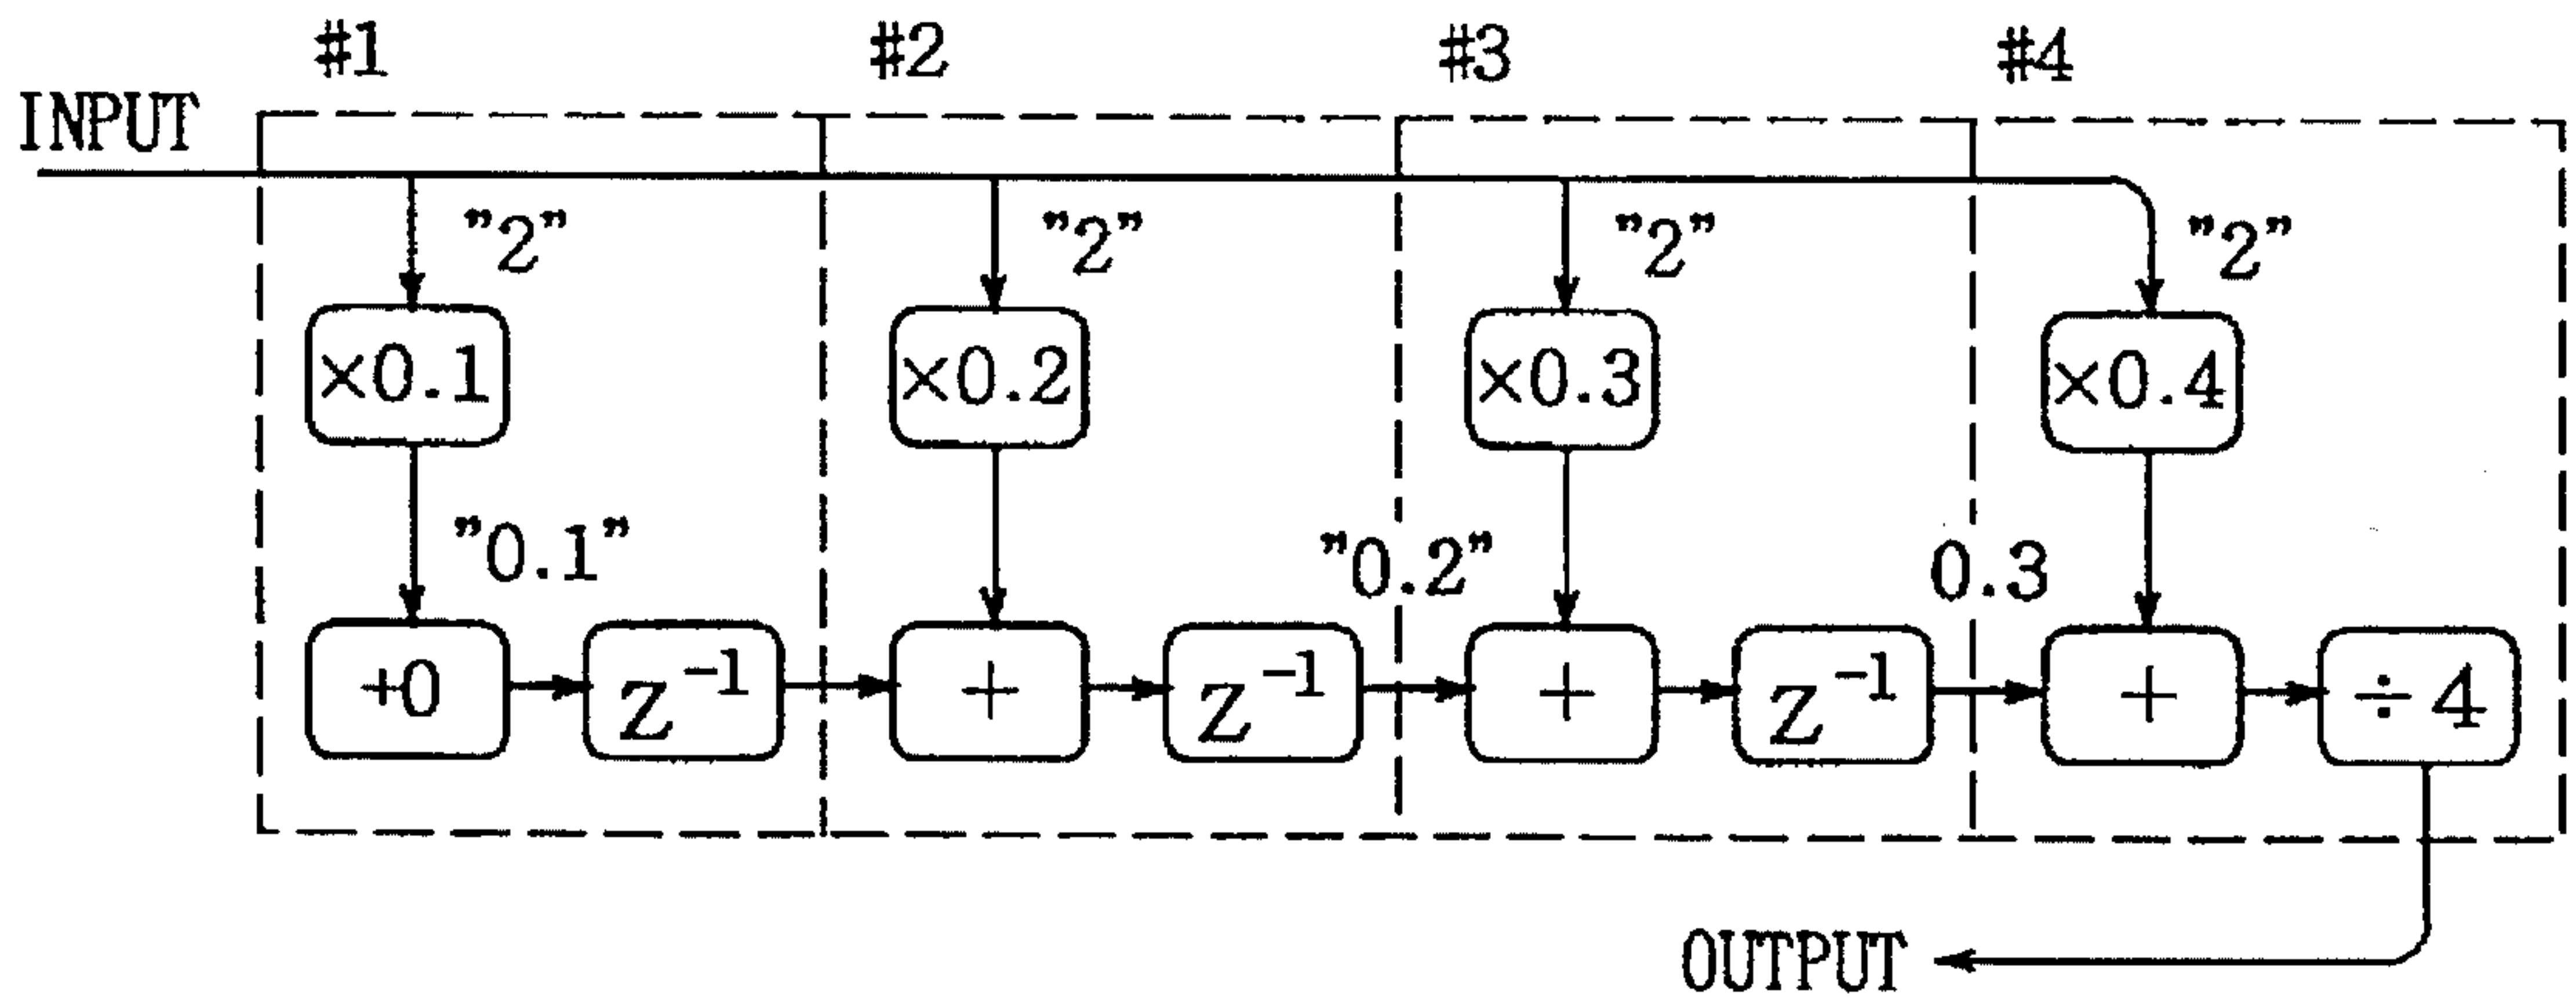 #1 #2 #3 #4
INPUT
"2" "2" "2" "2"
×0.1 ×0.2 ×0.3 ×0.4
"0.1" "0.2" 0.3
+0 Z⁻¹ + Z⁻¹ + Z⁻¹ + ÷4
OUTPUT